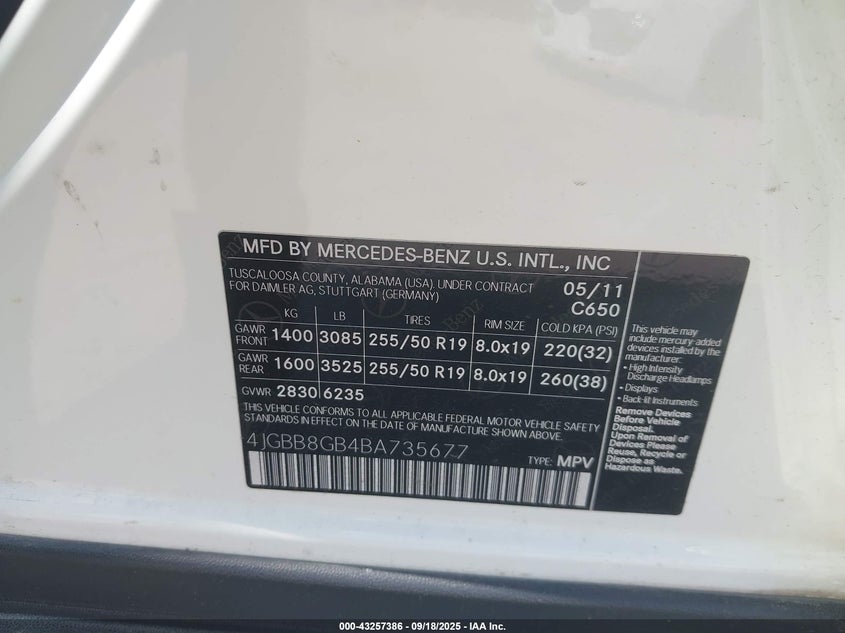 MFD BY MERCEDES-BENZ U.S. INTL., INC
TUSCALOOSA COUNTY, ALABAMA (USA). UNDER CONTRACT
FOR DAIMLER AG, STUTTGART (GERMANY)
05/11
C650
KG LB TIRES RIM SIZE COLD KPA (PSI)
GAWR FRONT 1400 3085 255/50 R19 8.0x19 220(32)
GAWR REAR 1600 3525 255/50 R19 8.0x19 260(38)
GVWR 2830 6235
THIS VEHICLE CONFORMS TO ALL APPLICABLE FEDERAL MOTOR VEHICLE SAFETY
STANDARDS IN EFFECT ON THE DATE OF MANUFACTURE SHOWN ABOVE.
4JGBB8GB4BA735677
TYPE: MPV
This vehicle may
include mercury-added
devices installed by the
manufacturer:
• High Intensity
Discharge Headlamps
• Displays
• Back-lit Instruments
Remove Devices
Before Vehicle
Disposal.
Upon Removal of
Devices Please
Reuse, Recycle or
Dispose as
Hazardous Waste.
000-43257386 - 09/18/2025 - IAA Inc.